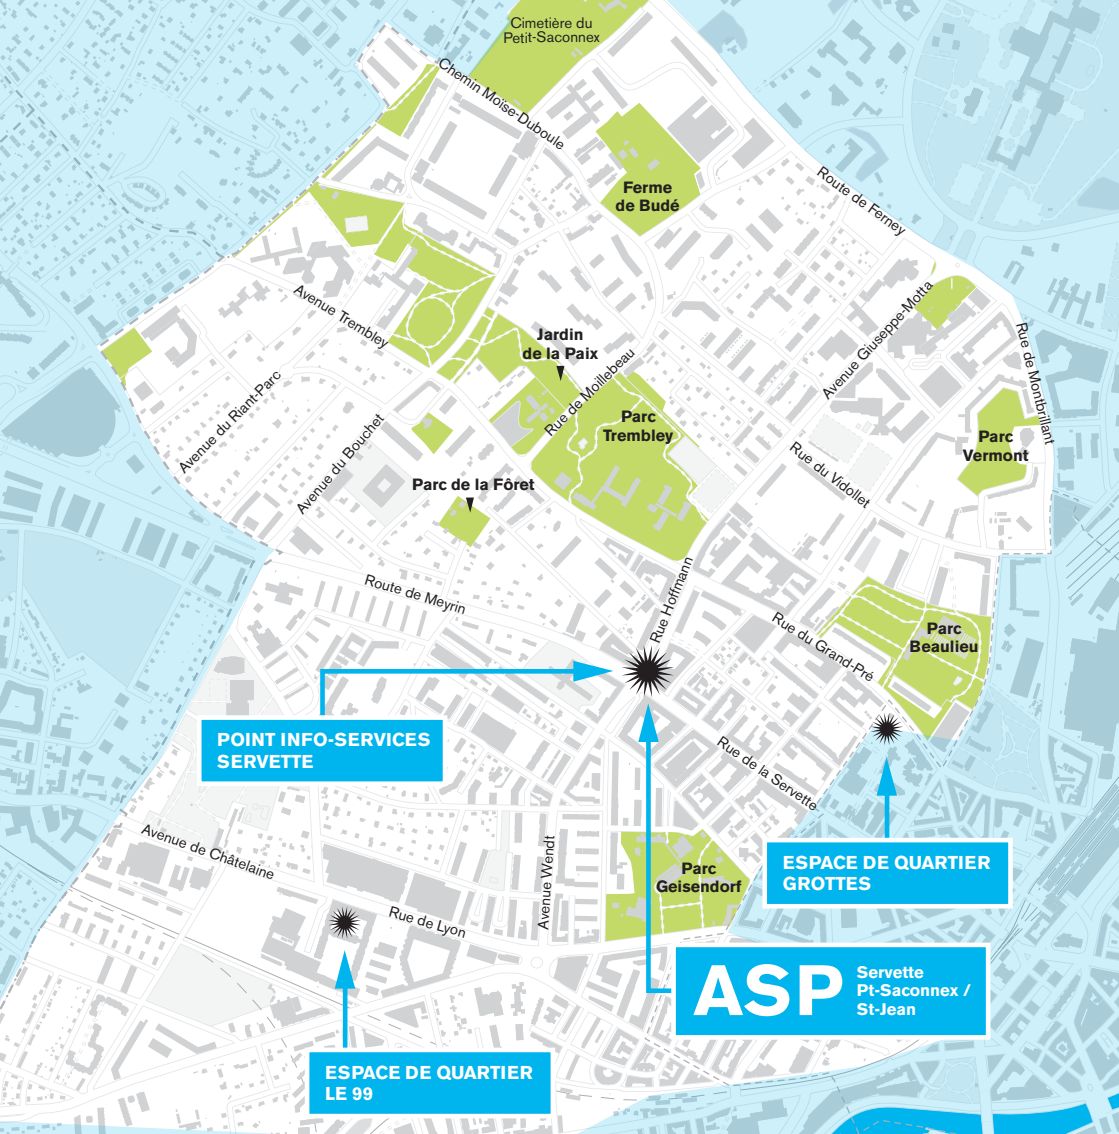 Cimetière du
Petit-Saconnex
Chemin Moïse-Duboule
Ferme
de Budé
Route de Ferney
Avenue Trembley
Avenue Giuseppe-Motta
Rue de Montbrillant
Jardin
de la Paix
Rue de Moillebeau
Avenue du Riant-Parc
Avenue du Bouchet
Parc
Trembley
Parc
Vermont
Rue du Vidollet
Parc de la Fôret
Route de Meyrin
Rue Hoffmann
Rue du Grand-Pré
Parc
Beaulieu
POINT INFO-SERVICES
SERVETTE
Rue de la Servette
Avenue de Châtelaine
Avenue Wendt
Parc
Geisendorf
ESPACE DE QUARTIER
GROTTES
Rue de Lyon
ASP
Servette
Pt-Saconnex /
St-Jean
ESPACE DE QUARTIER
LE 99